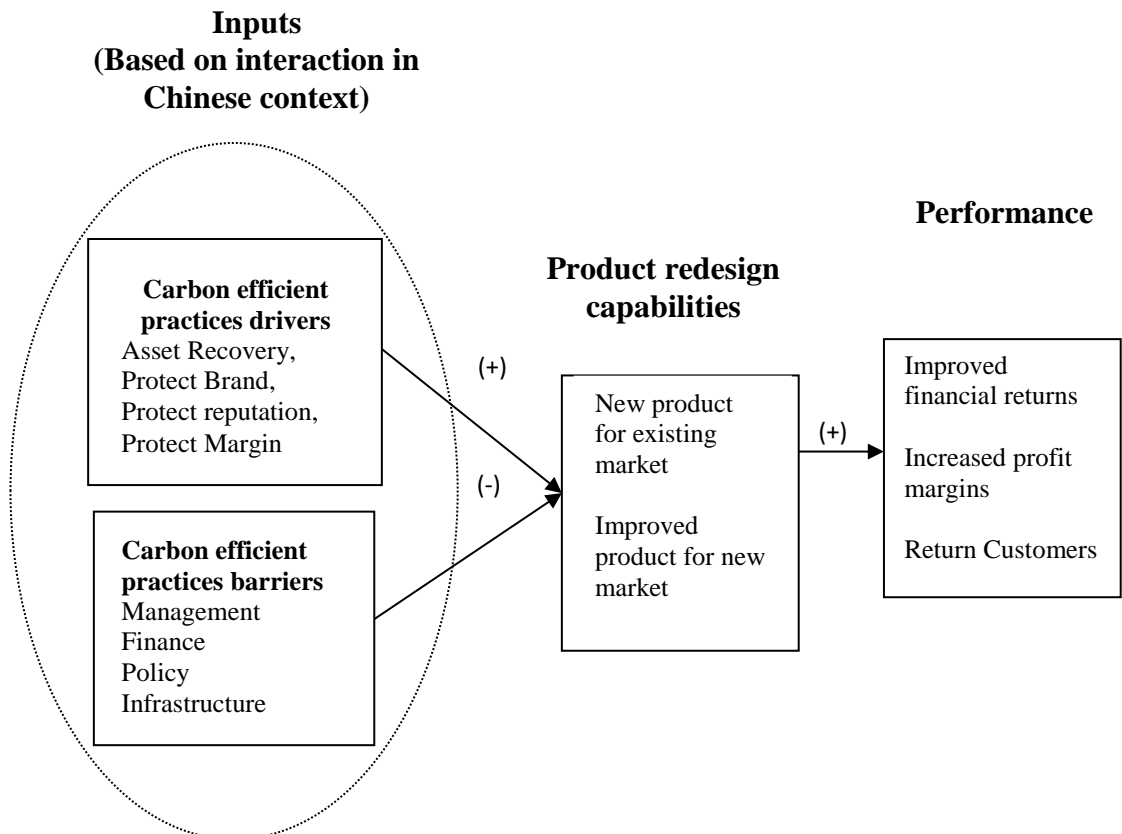 Inputs
(Based on interaction in
Chinese context)
Carbon efficient
practices drivers
Asset Recovery,
Protect Brand,
Protect reputation,
Protect Margin
Carbon efficient
practices barriers
Management
Finance
Policy
Infrastructure
(+)
(-)
Product redesign
capabilities
New product
for existing
market
Improved
product for new
market
(+)
Performance
Improved
financial returns
Increased profit
margins
Return Customers